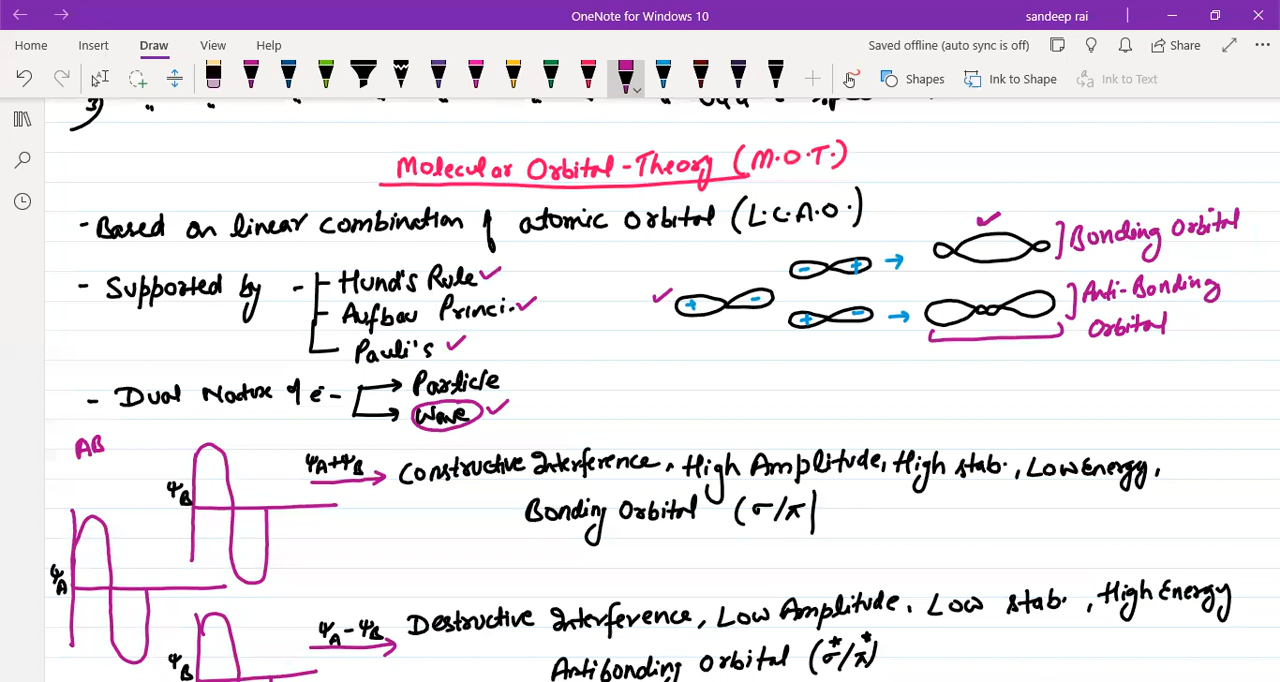 OneNote for Windows 10
sandeep rai
Home Insert Draw View Help
Saved offline (auto sync is off)
Share
Shapes
Ink to Shape
Ink to Text
3) " " " " " " "
Molecular Orbital-Theory (M.O.T.)
- Based on linear combination of atomic orbital (L.C.A.O.)
- Supported by - Hund's Rule ✓
Aufbau Princi. ✓
Pauli's ✓
- + → Bonding Orbital
+ -
+ - → Anti-Bonding
Orbital
- Dual Nature of e⁻ - Particle
Wave ✓
AB
ψA
ψB
ψA+ψB
Constructive Interference, High Amplitude, High stab., Low Energy,
Bonding Orbital (σ/π
ψB
ψA-ψB
Destructive Interference, Low Amplitude, Low stab., High Energy
Antibonding Orbital (σ*/π*)